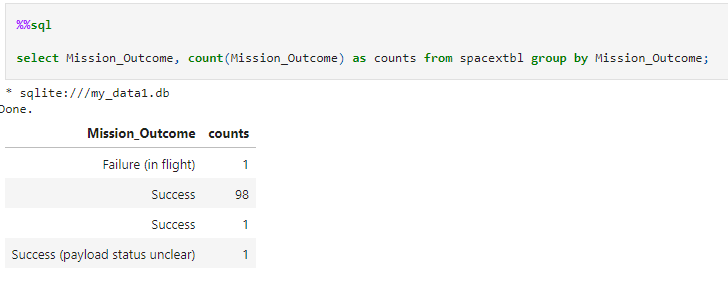 %%sql
select Mission_Outcome, count(Mission_Outcome) as counts from spacextbl group by Mission_Outcome;
* sqlite:///my_data1.db
Done.
Mission_Outcome counts
Failure (in flight) 1
Success 98
Success 1
Success (payload status unclear) 1